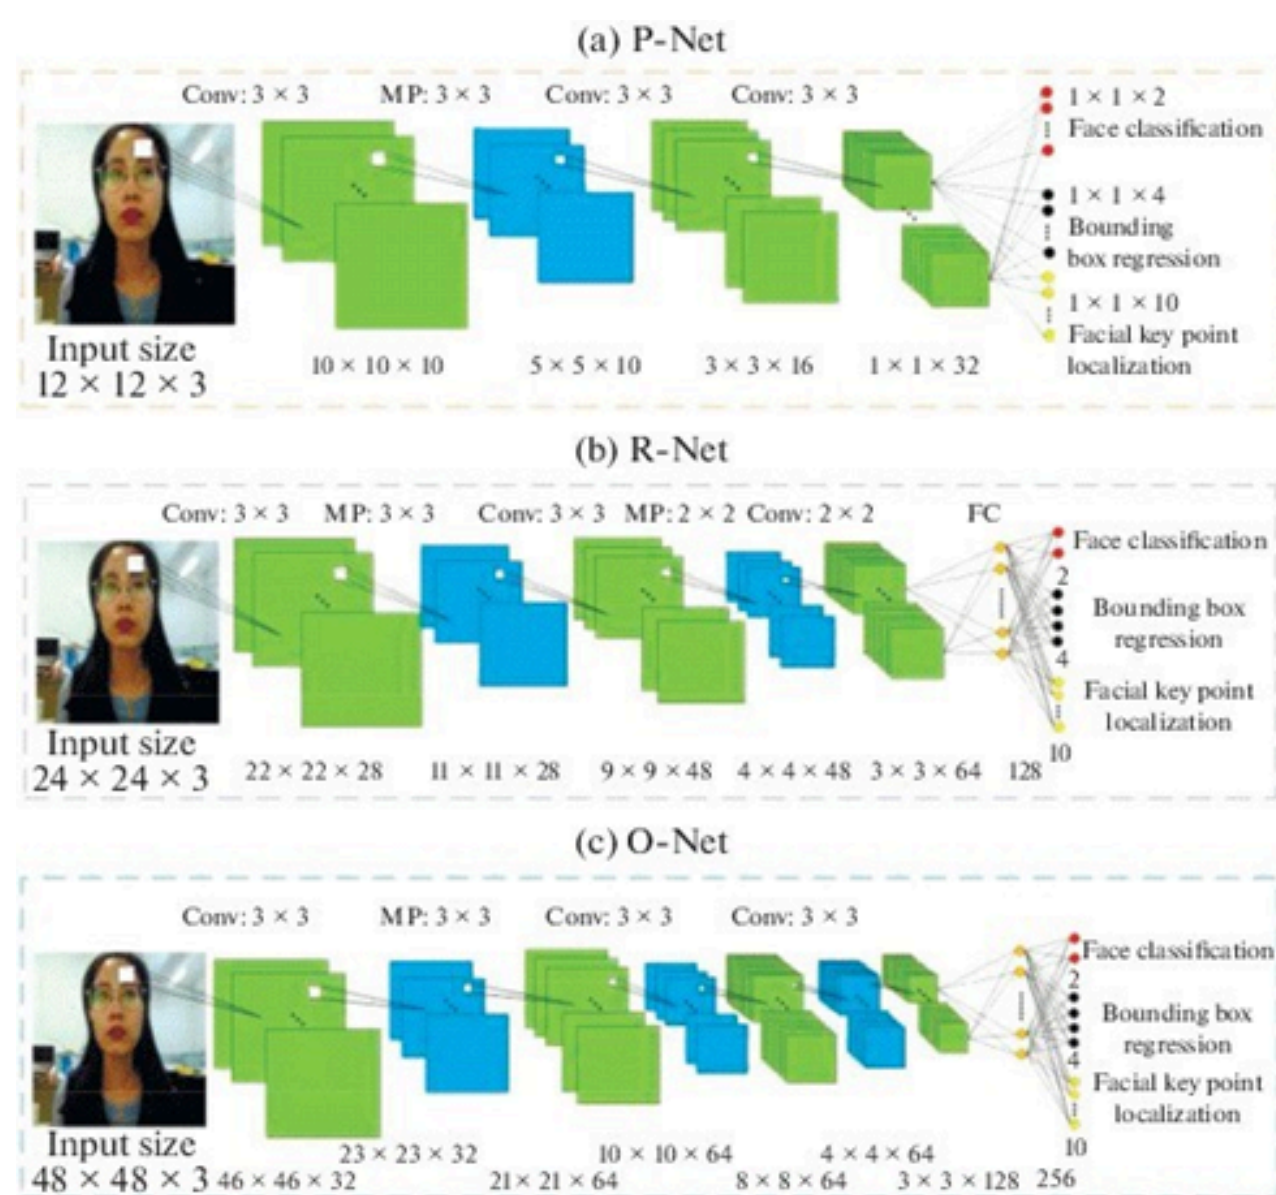 (a) P-Net
Conv: 3 × 3 MP: 3 × 3 Conv: 3 × 3 Conv: 3 × 3
1 × 1 × 2
Face classification
1 × 1 × 4
Bounding
box regression
1 × 1 × 10
Facial key point
localization
Input size
12 × 12 × 3
10 × 10 × 10 5 × 5 × 10 3 × 3 × 16 1 × 1 × 32
(b) R-Net
Conv: 3 × 3 MP: 3 × 3 Conv: 3 × 3 MP: 2 × 2 Conv: 2 × 2 FC
Face classification
2
Bounding box
regression
4
Facial key point
localization
10
Input size
24 × 24 × 3
22 × 22 × 28 11 × 11 × 28 9 × 9 × 48 4 × 4 × 48 3 × 3 × 64 128
(c) O-Net
Conv: 3 × 3 MP: 3 × 3 Conv: 3 × 3 Conv: 3 × 3
Face classification
2
Bounding box
regression
4
Facial key point
localization
10
Input size
48 × 48 × 3
23 × 23 × 32 10 × 10 × 64 4 × 4 × 64
46 × 46 × 32 21 × 21 × 64 8 × 8 × 64 3 × 3 × 128 256